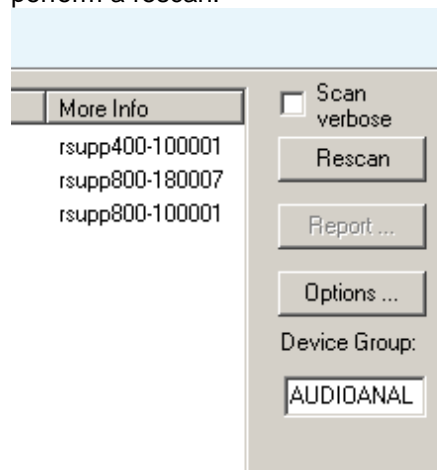 perform a rescan.
More Info
rsupp400-100001
rsupp800-180007
rsupp800-100001
Scan
verbose
Rescan
Report ...
Options ...
Device Group:
AUDIOANAL